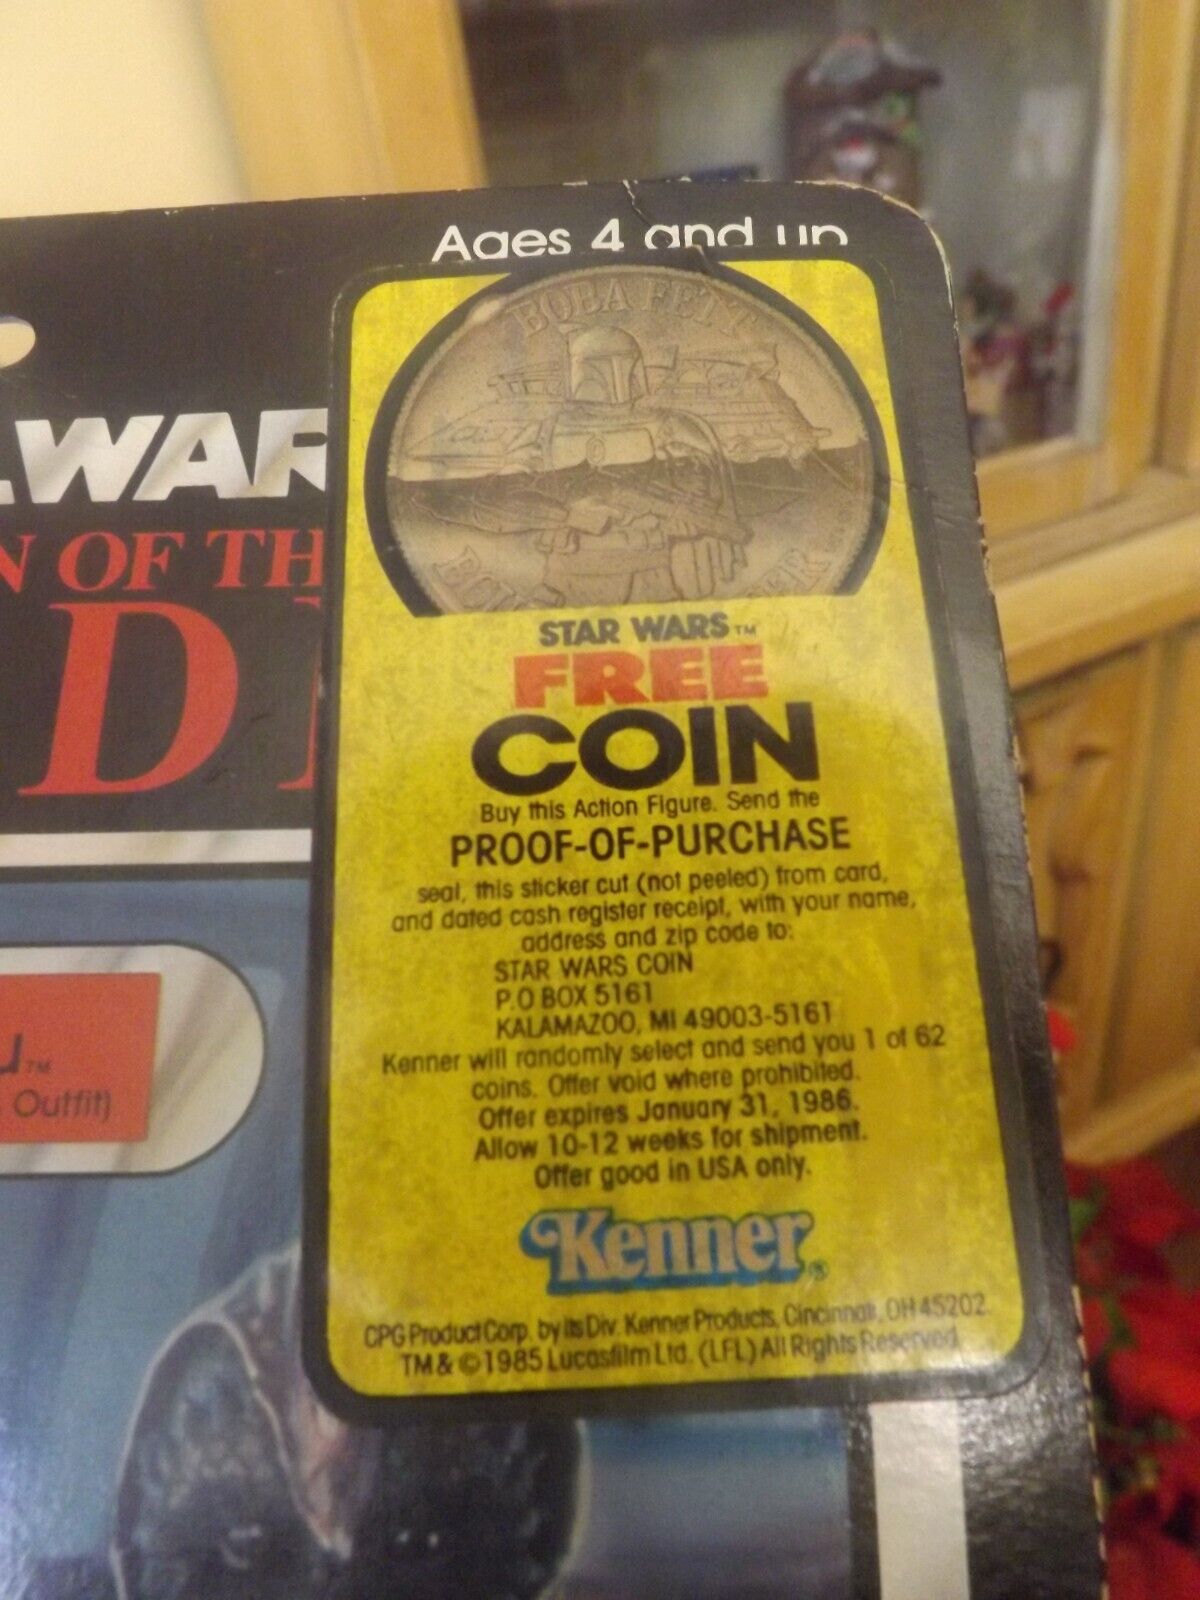 Ages 4 and up
WAR
N OF TH
D
BOBA FETT
STAR WARS™
FREE
COIN
Buy this Action Figure. Send the
PROOF-OF-PURCHASE
seal, this sticker cut (not peeled) from card,
and dated cash register receipt, with your name,
address and zip code to:
STAR WARS COIN
P.O BOX 5161
KALAMAZOO, MI 49003-5161
Kenner will randomly select and send you 1 of 62
coins. Offer void where prohibited.
Offer expires January 31, 1986.
Allow 10-12 weeks for shipment.
Offer good in USA only.
Kenner®
CPG Product Corp. by its Div. Kenner Products, Cincinnati, OH 45202.
TM & © 1985 Lucasfilm Ltd. (LFL) All Rights Reserved
u™
Outfit)